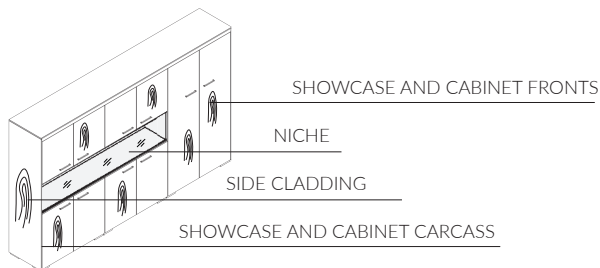 SHOWCASE AND CABINET FRONTS
NICHE
SIDE CLADDING
SHOWCASE AND CABINET CARCASS